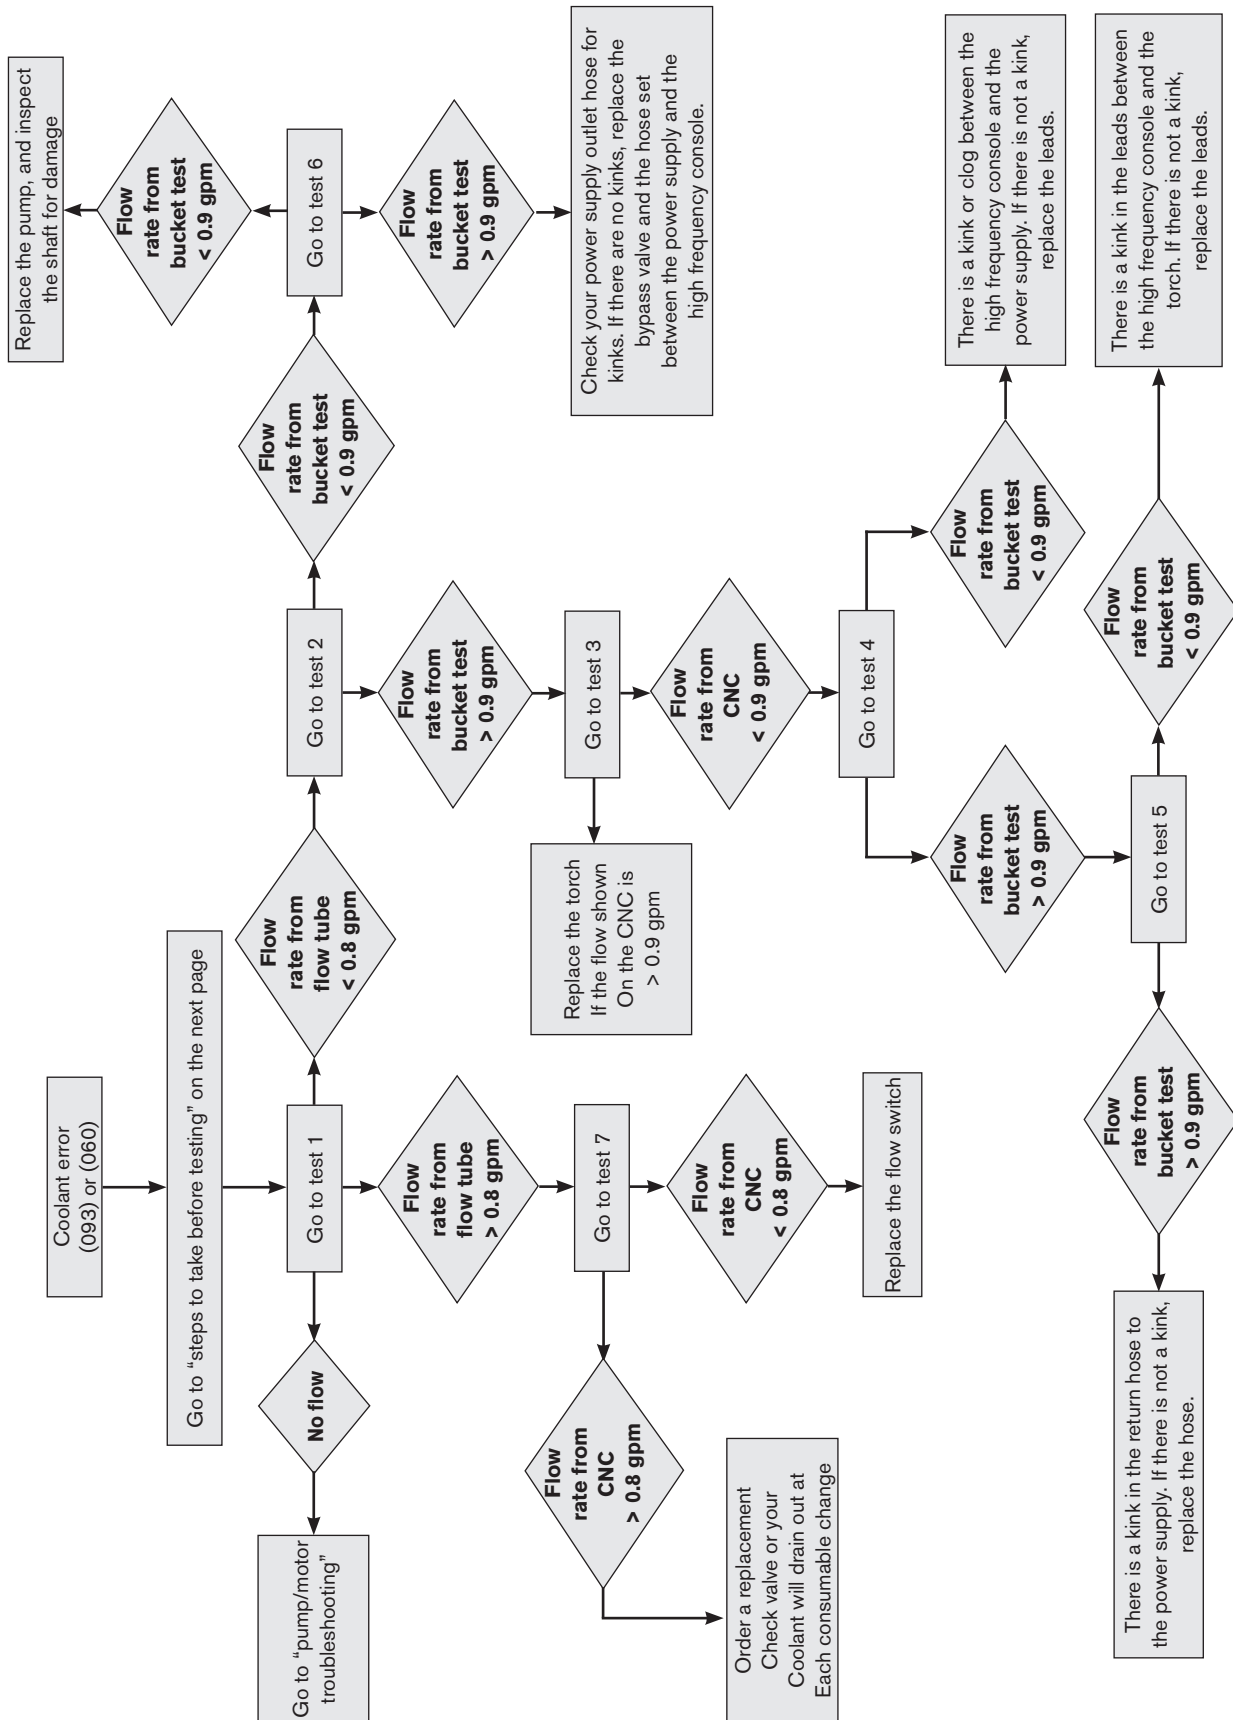 Coolant error
(093) or (060)
Go to “steps to take before testing” on the next page
Go to test 1
No flow
Go to “pump/motor
troubleshooting”
Flow
rate from
flow tube
> 0.8 gpm
Go to test 7
Flow
rate from
CNC
> 0.8 gpm
Order a replacement
Check valve or your
Coolant will drain out at
Each consumable change
Flow
rate from
CNC
< 0.8 gpm
Replace the flow switch
Flow
rate from
flow tube
< 0.8 gpm
Go to test 2
Flow
rate from
bucket test
> 0.9 gpm
Go to test 3
Replace the torch
If the flow shown
On the CNC is
> 0.9 gpm
Flow
rate from
CNC
< 0.9 gpm
Go to test 4
Flow
rate from
bucket test
> 0.9 gpm
Go to test 5
Flow
rate from
bucket test
> 0.9 gpm
There is a kink in the return hose to
the power supply. If there is not a kink,
replace the hose.
Flow
rate from
bucket test
< 0.9 gpm
There is a kink in the leads between
the high frequency console and the
torch. If there is not a kink,
replace the leads.
Flow
rate from
bucket test
< 0.9 gpm
There is a kink or clog between the
high frequency console and the
power supply. If there is not a kink,
replace the leads.
Flow
rate from
bucket test
< 0.9 gpm
Go to test 6
Flow
rate from
bucket test
< 0.9 gpm
Replace the pump, and inspect
the shaft for damage
Flow
rate from
bucket test
> 0.9 gpm
Check your power supply outlet hose for
kinks. If there are no kinks, replace the
bypass valve and the hose set
between the power supply and the
high frequency console.